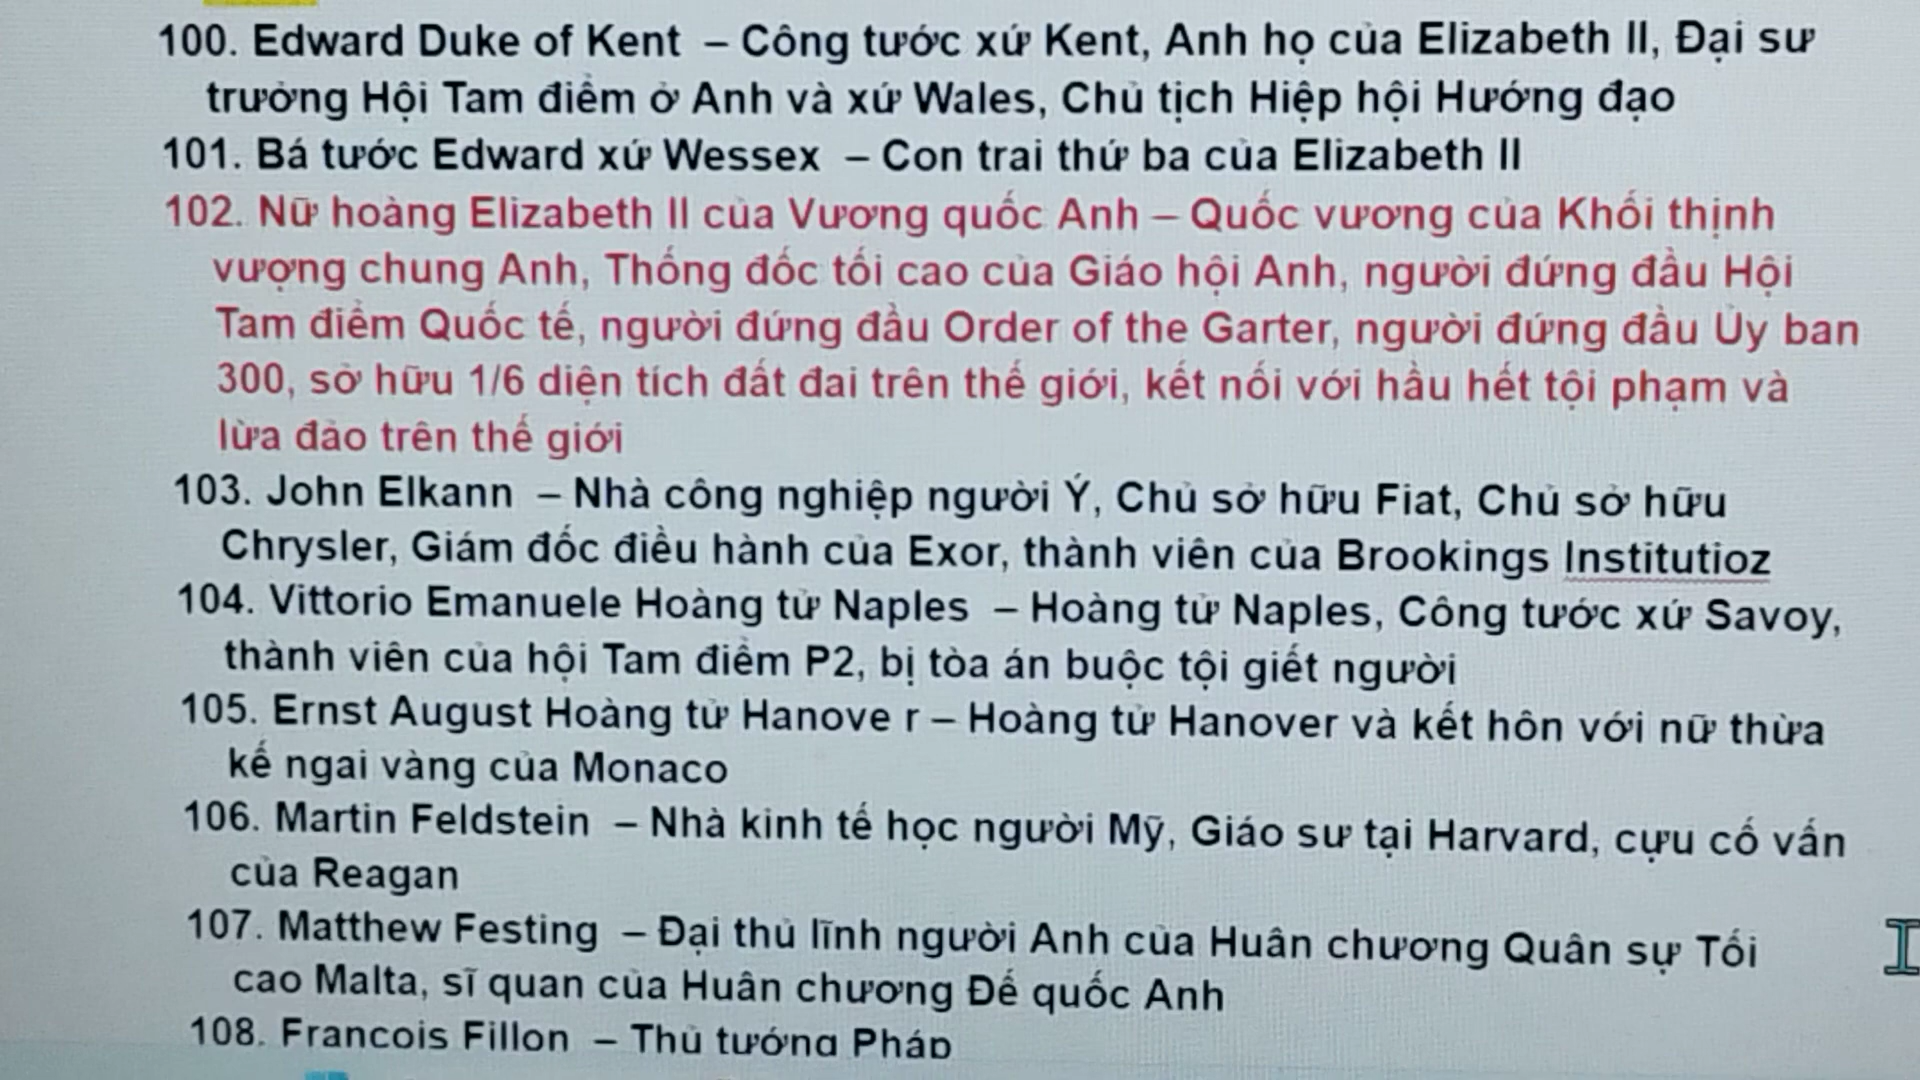 100. Edward Duke of Kent – Công tước xứ Kent, Anh họ của Elizabeth II, Đại sư
trưởng Hội Tam điểm ở Anh và xứ Wales, Chủ tịch Hiệp hội Hướng đạo
101. Bá tước Edward xứ Wessex – Con trai thứ ba của Elizabeth II
102. Nữ hoàng Elizabeth II của Vương quốc Anh – Quốc vương của Khối thịnh
vượng chung Anh, Thống đốc tối cao của Giáo hội Anh, người đứng đầu Hội
Tam điểm Quốc tế, người đứng đầu Order of the Garter, người đứng đầu Ủy ban
300, sở hữu 1/6 diện tích đất đai trên thế giới, kết nối với hầu hết tội phạm và
lừa đảo trên thế giới
103. John Elkann – Nhà công nghiệp người Ý, Chủ sở hữu Fiat, Chủ sở hữu
Chrysler, Giám đốc điều hành của Exor, thành viên của Brookings Institutioz
104. Vittorio Emanuele Hoàng tử Naples – Hoàng tử Naples, Công tước xứ Savoy,
thành viên của hội Tam điểm P2, bị tòa án buộc tội giết người
105. Ernst August Hoàng tử Hanove r – Hoàng tử Hanover và kết hôn với nữ thừa
kế ngai vàng của Monaco
106. Martin Feldstein – Nhà kinh tế học người Mỹ, Giáo sư tại Harvard, cựu cố vấn
của Reagan
107. Matthew Festing – Đại thủ lĩnh người Anh của Huân chương Quân sự Tối
cao Malta, sĩ quan của Huân chương Đế quốc Anh
108. Francois Fillon – Thủ tướng Pháp